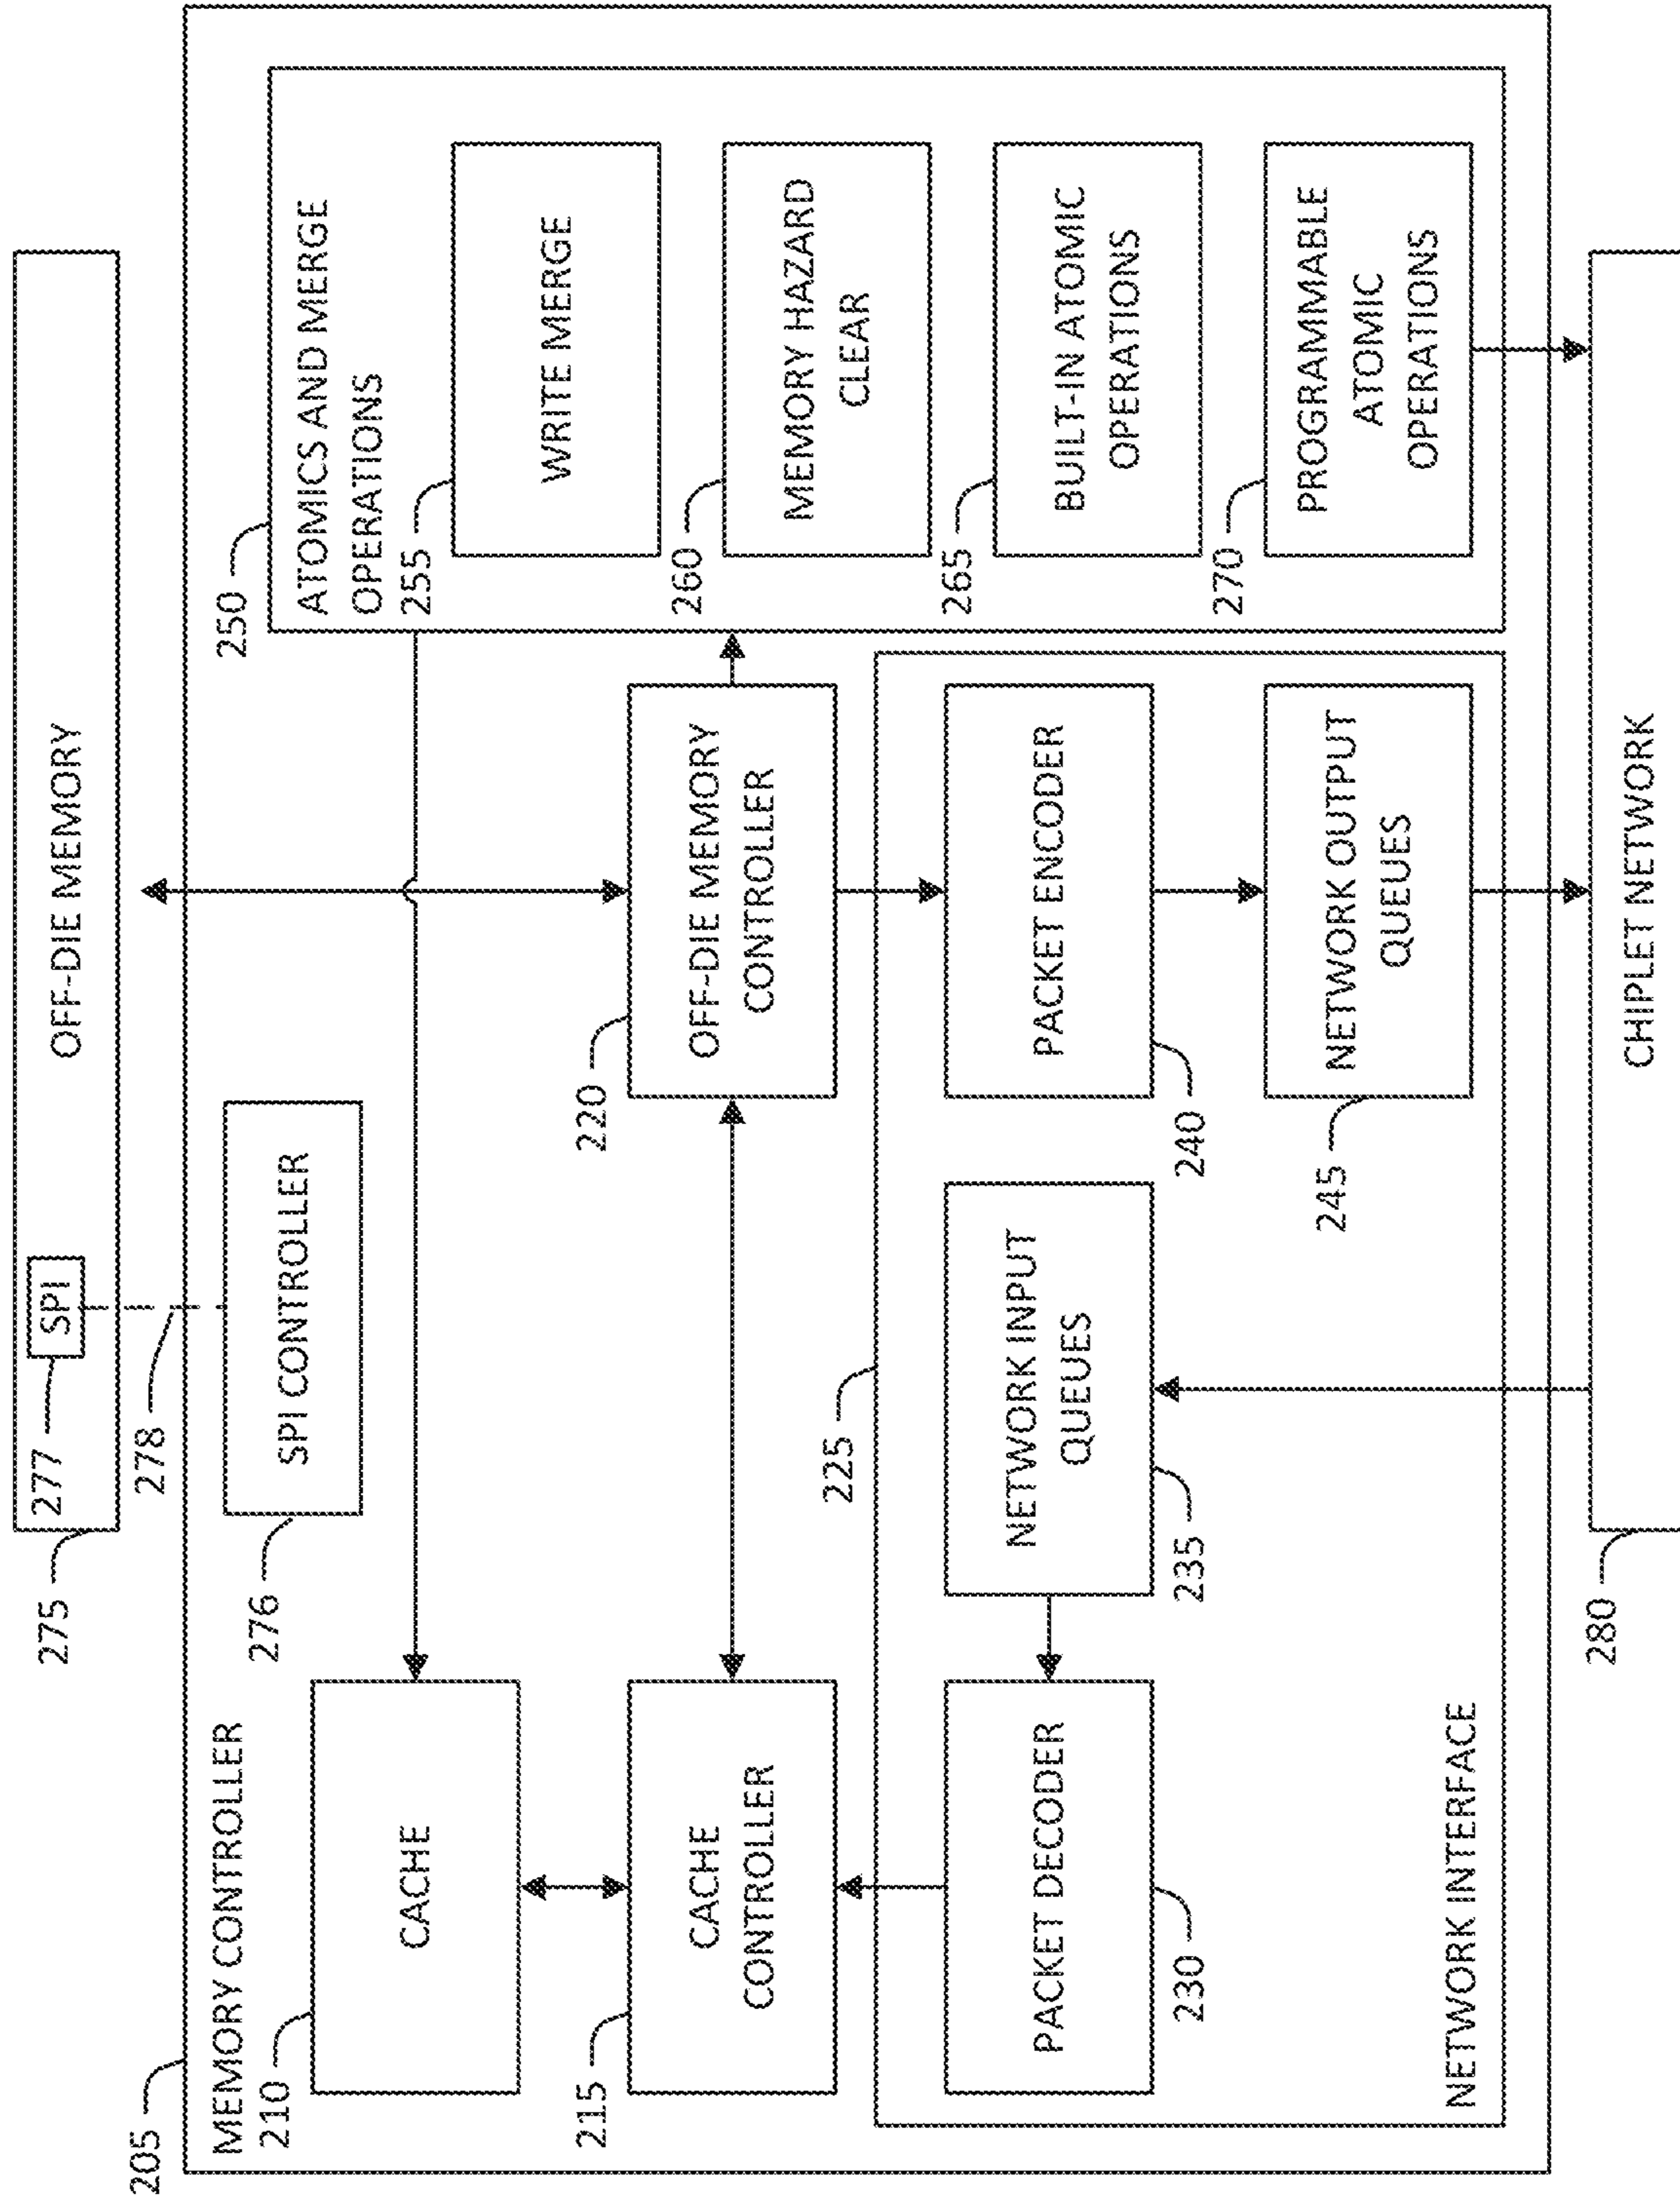 275
277
SPI
OFF-DIE MEMORY
278
205
MEMORY CONTROLLER
276
SPI CONTROLLER
210
CACHE
215
CACHE
CONTROLLER
220
OFF-DIE MEMORY
CONTROLLER
250
ATOMICS AND MERGE
OPERATIONS
255
WRITE MERGE
260
MEMORY HAZARD
CLEAR
265
BUILT-IN ATOMIC
OPERATIONS
270
PROGRAMMABLE
ATOMIC
OPERATIONS
225
PACKET DECODER
230
NETWORK INPUT
QUEUES
235
PACKET ENCODER
240
NETWORK OUTPUT
QUEUES
245
NETWORK INTERFACE
280
CHIPLET NETWORK